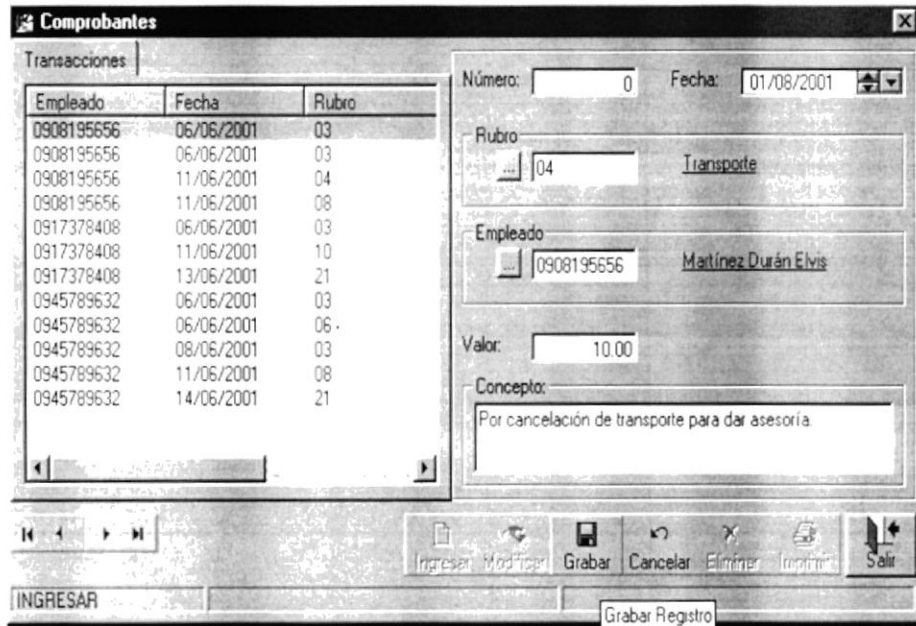 Comprobantes
Transacciones
Empleado Fecha Rubro
0908195656 06/06/2001 03
0908195656 06/06/2001 03
0908195656 11/06/2001 04
0908195656 11/06/2001 08
0917378408 06/06/2001 03
0917378408 11/06/2001 10
0917378408 13/06/2001 21
0945789632 06/06/2001 03
0945789632 06/06/2001 06
0945789632 08/06/2001 03
0945789632 11/06/2001 08
0945789632 14/06/2001 21
Número: 0 Fecha: 01/08/2001
Rubro
... 04 Transporte
Empleado
... 0908195656 Martínez Durán Elvis
Valor: 10.00
Concepto:
Por cancelación de transporte para dar asesoría.
Ingresar Modificar Grabar Cancelar Eliminar Imprimir Salir
INGRESAR
Grabar Registro